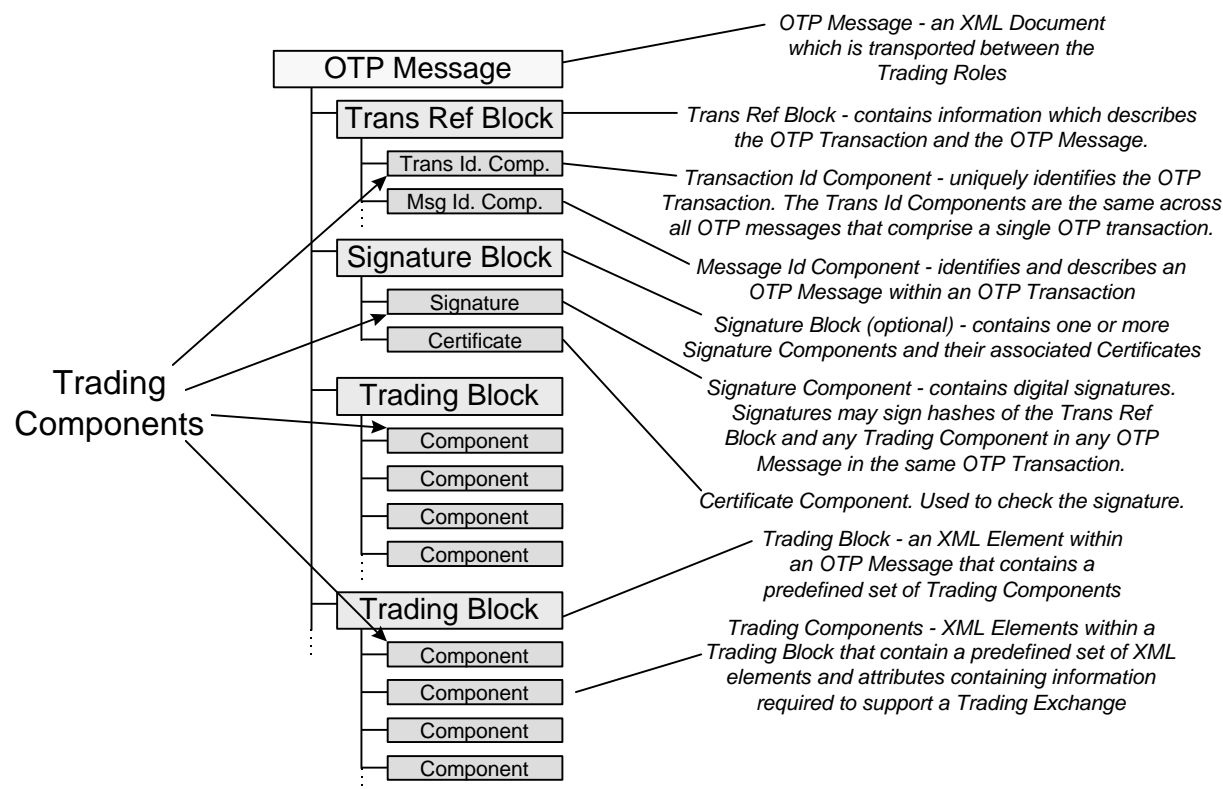 OTP Message
Trans Ref Block
Trans Id. Comp.
Msg Id. Comp.
Signature Block
Signature
Certificate
Trading Block
Component
Component
Component
Component
Trading Block
Component
Component
Component
Component
Trading
Components
OTP Message - an XML Document
which is transported between the
Trading Roles
Trans Ref Block - contains information which describes
the OTP Transaction and the OTP Message.
Transaction Id Component - uniquely identifies the OTP
Transaction. The Trans Id Components are the same across
all OTP messages that comprise a single OTP transaction.
Message Id Component - identifies and describes an
OTP Message within an OTP Transaction
Signature Block (optional) - contains one or more
Signature Components and their associated Certificates
Signature Component - contains digital signatures.
Signatures may sign hashes of the Trans Ref
Block and any Trading Component in any OTP
Message in the same OTP Transaction.
Certificate Component. Used to check the signature.
Trading Block - an XML Element within
an OTP Message that contains a
predefined set of Trading Components
Trading Components - XML Elements within a
Trading Block that contain a predefined set of XML
elements and attributes containing information
required to support a Trading Exchange